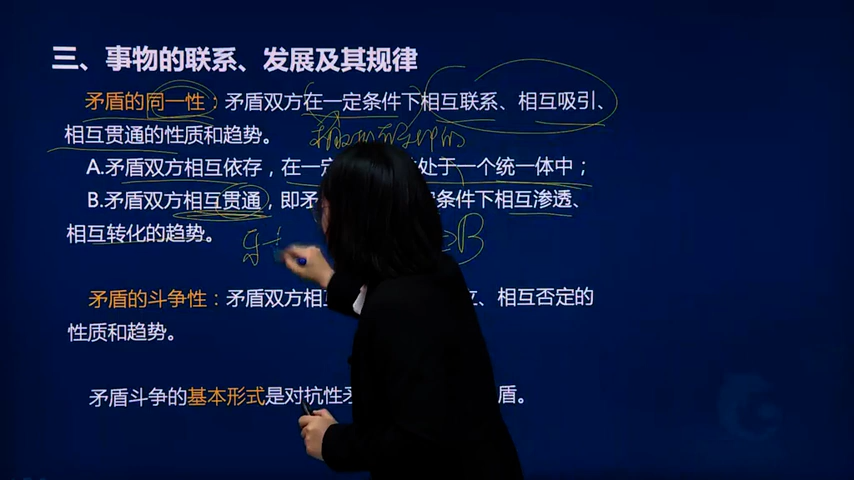 三、事物的联系、发展及其规律
矛盾的同一性：矛盾双方在一定条件下相互联系、相互吸引、
相互贯通的性质和趋势。
A.矛盾双方相互依存，在一定 处于一个统一体中；
B.矛盾双方相互贯通，即矛 条件下相互渗透、
相互转化的趋势。
B
矛盾的斗争性：矛盾双方相 、相互否定的
性质和趋势。
矛盾斗争的基本形式是对抗性矛 盾。